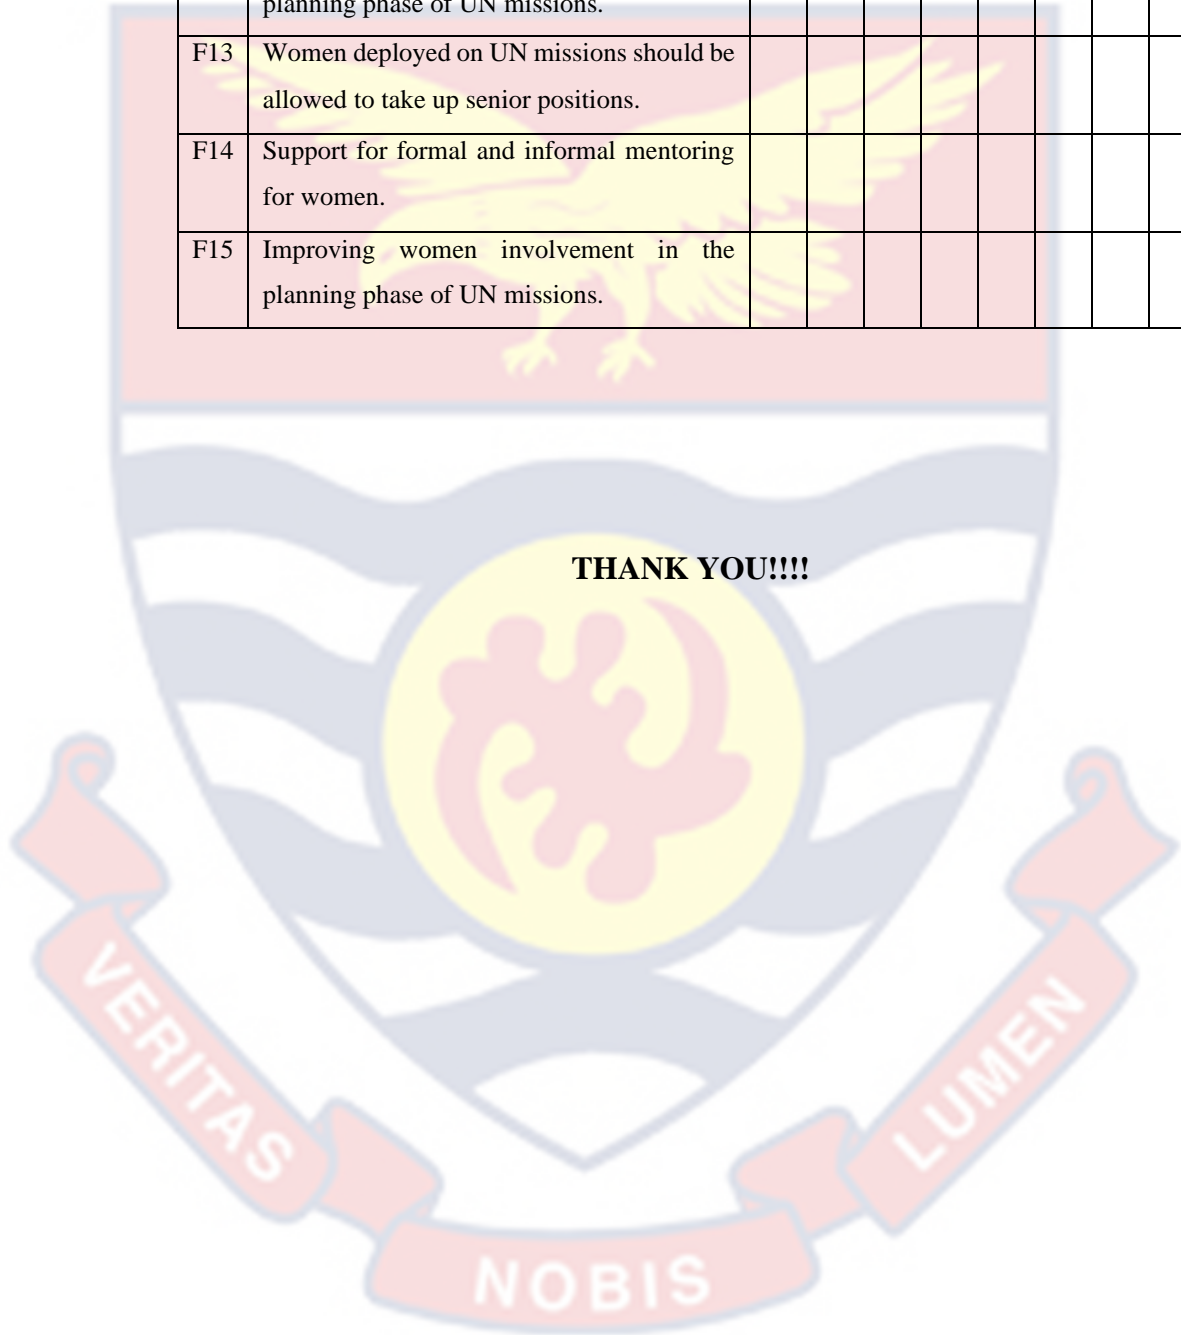 planning phase of UN missions.
F13 Women deployed on UN missions should be
allowed to take up senior positions.
F14 Support for formal and informal mentoring
for women.
F15 Improving women involvement in the
planning phase of UN missions.
THANK YOU!!!!
VERITAS
NOBIS
LUMEN